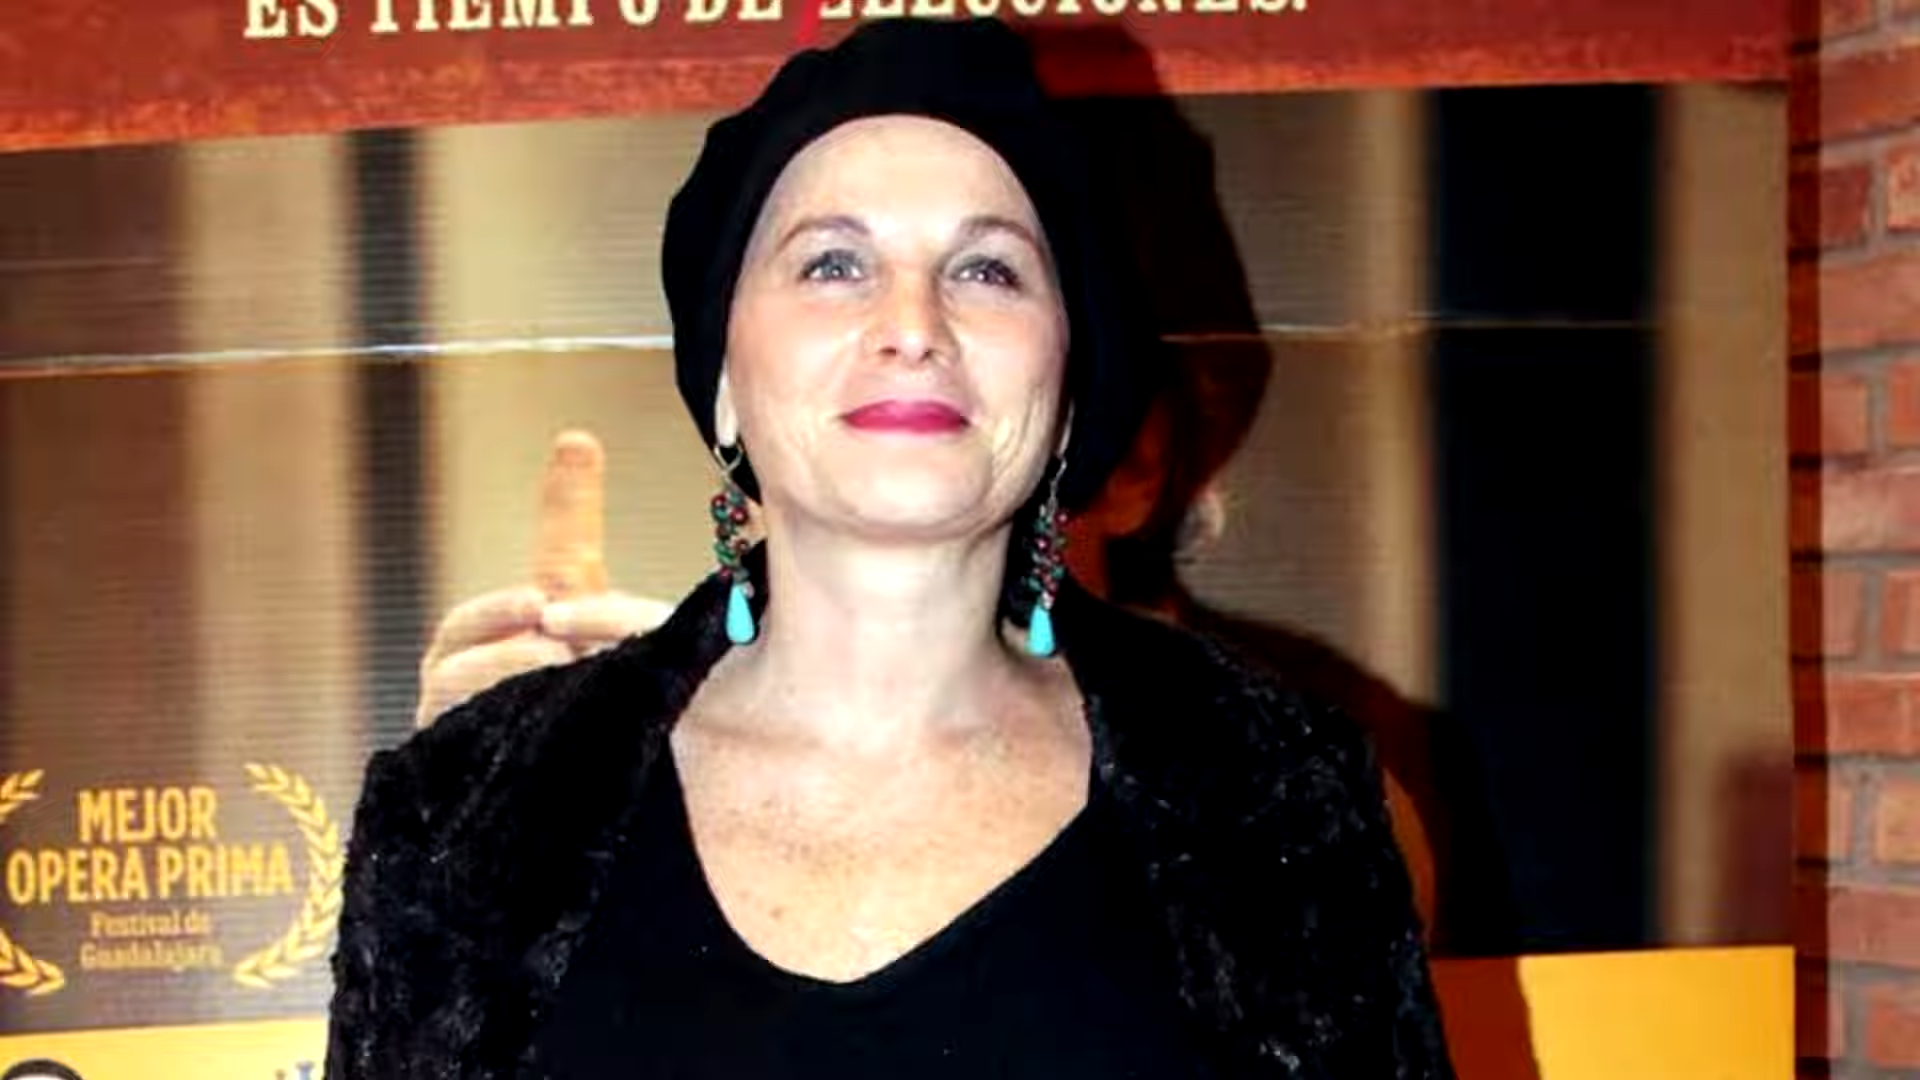 ES TIEMPO DE ELECCIONES.
MEJOR
OPERA PRIMA
Festival de
Guadalajara